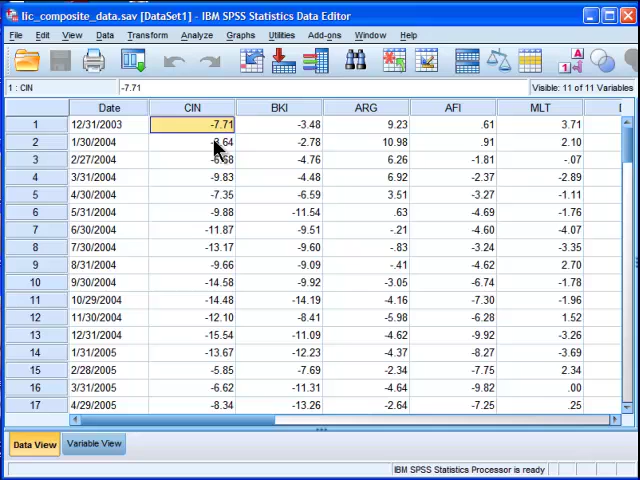 lic_composite_data.sav [DataSet1] - IBM SPSS Statistics Data Editor
File Edit View Data Transform Analyze Graphs Utilities Add-ons Window Help
1 : CIN -7.71 Visible: 11 of 11 Variables
Date CIN BKI ARG AFI MLT
1 12/31/2003 -7.71 -3.48 9.23 .61 3.71
2 1/30/2004 .64 -2.78 10.98 .91 2.10
3 2/27/2004 .58 -4.76 6.26 -1.81 -.07
4 3/31/2004 -9.83 -4.48 6.92 -2.37 -2.89
5 4/30/2004 -7.35 -6.59 3.51 -3.27 -1.11
6 5/31/2004 -9.88 -11.54 .63 -4.69 -1.76
7 6/30/2004 -11.87 -9.51 -.21 -4.60 -4.07
8 7/30/2004 -13.17 -9.60 -.83 -3.24 -3.35
9 8/31/2004 -9.66 -9.09 -.41 -4.62 2.70
10 9/30/2004 -14.58 -9.92 -3.05 -6.74 -1.78
11 10/29/2004 -14.48 -14.19 -4.16 -7.30 -1.96
12 11/30/2004 -12.10 -8.41 -5.98 -6.28 1.52
13 12/31/2004 -15.54 -11.09 -4.62 -9.92 -3.26
14 1/31/2005 -13.67 -12.23 -4.37 -8.27 -3.69
15 2/28/2005 -5.85 -7.69 -2.34 -7.75 2.34
16 3/31/2005 -6.62 -11.31 -4.64 -9.82 .00
17 4/29/2005 -8.34 -13.26 -2.64 -7.25 .25
Data View Variable View
IBM SPSS Statistics Processor is ready